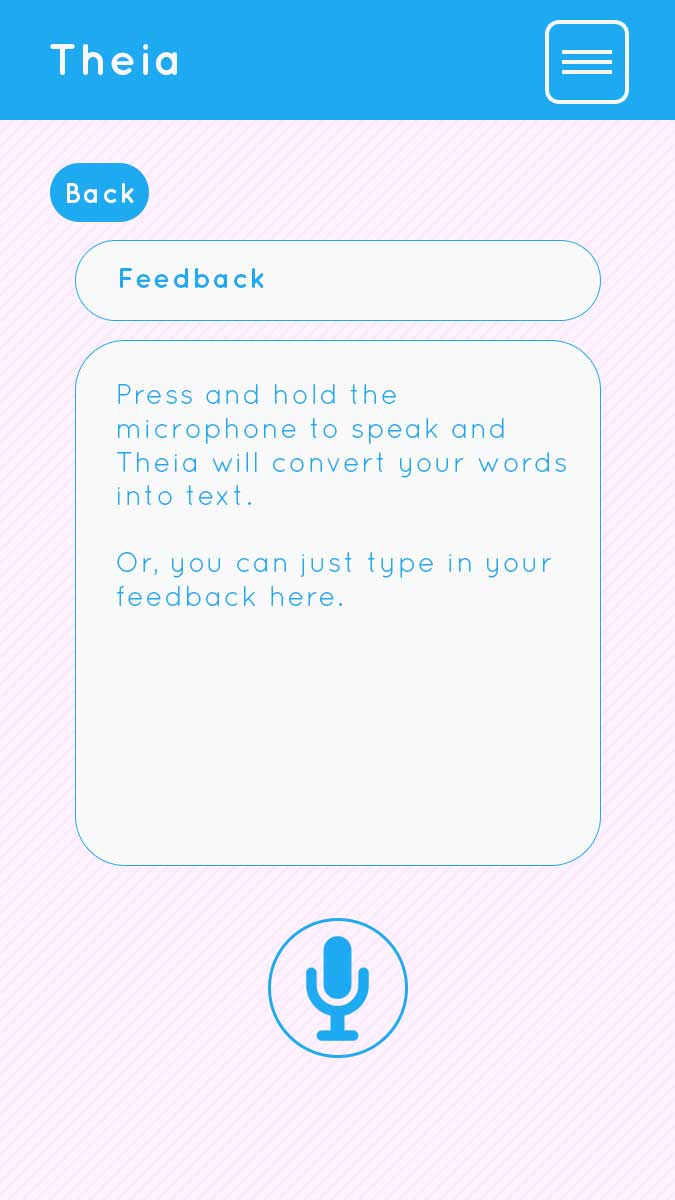 Theia
Back
Feedback
Press and hold the
microphone to speak and
Theia will convert your words
into text.
Or, you can just type in your
feedback here.